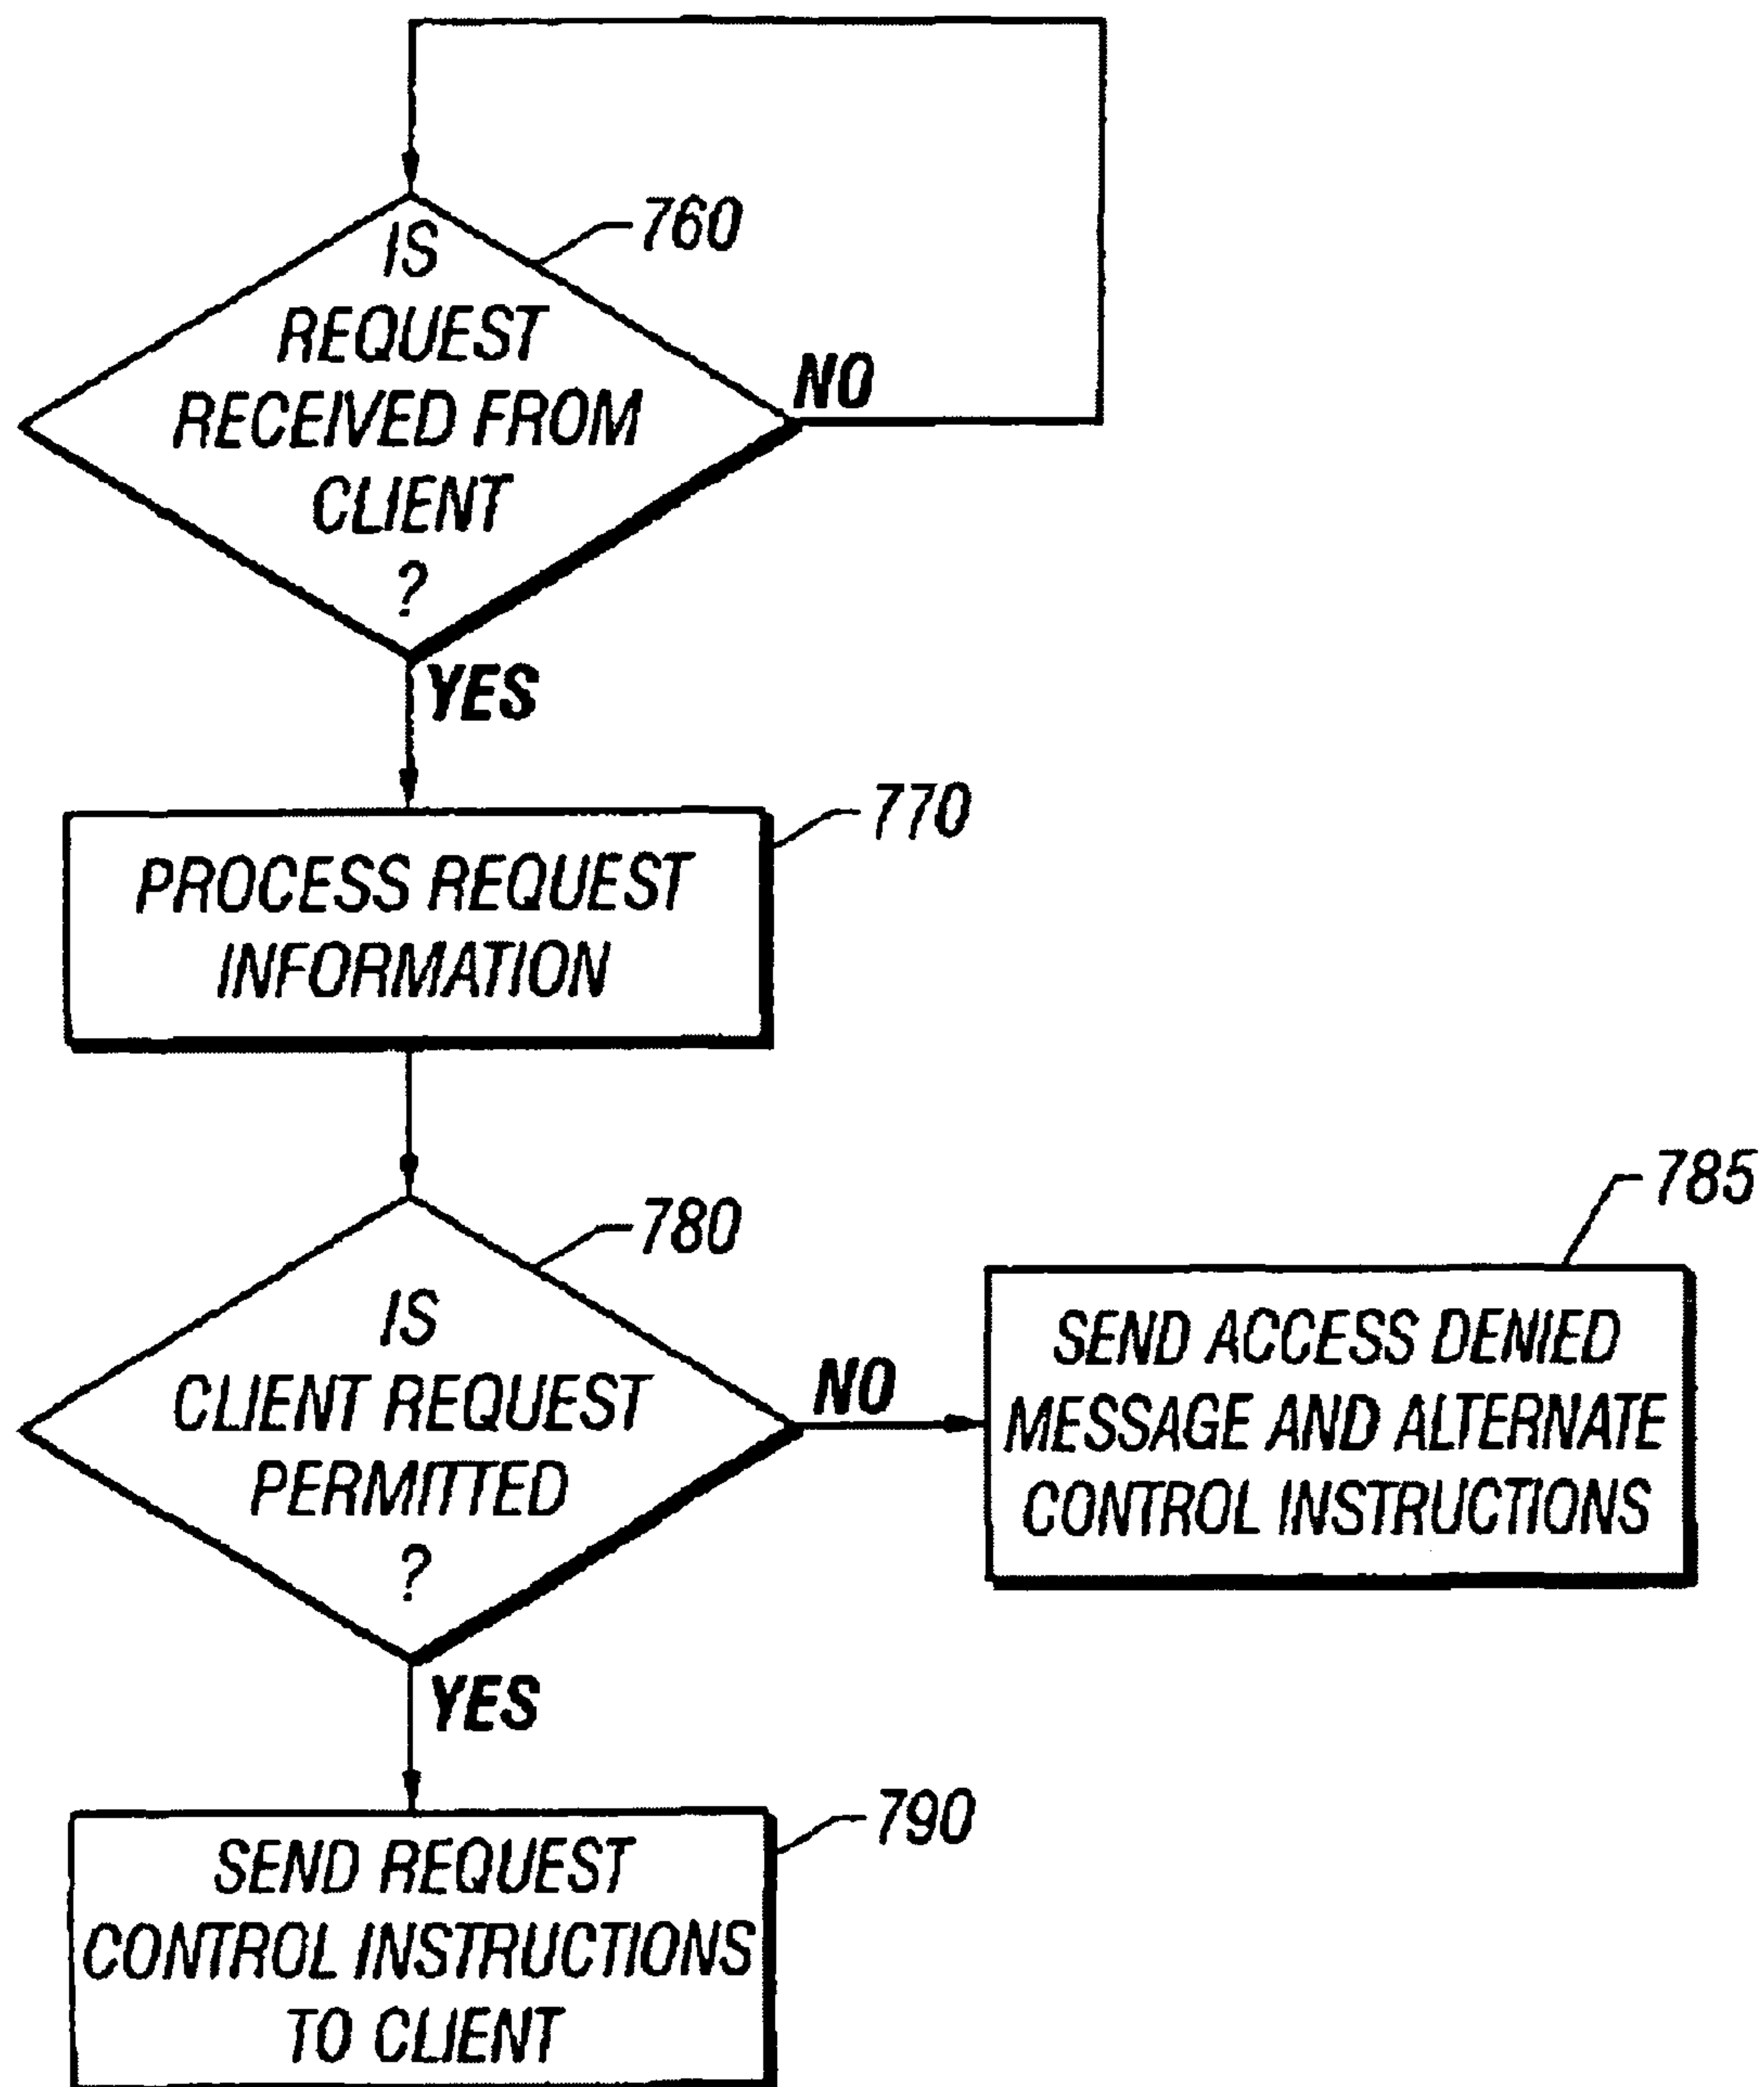 IS
REQUEST
RECEIVED FROM
CLIENT
?
760
NO
YES
770
PROCESS REQUEST
INFORMATION
780
IS
CLIENT REQUEST
PERMITTED
?
NO
785
SEND ACCESS DENIED
MESSAGE AND ALTERNATE
CONTROL INSTRUCTIONS
YES
790
SEND REQUEST
CONTROL INSTRUCTIONS
TO CLIENT